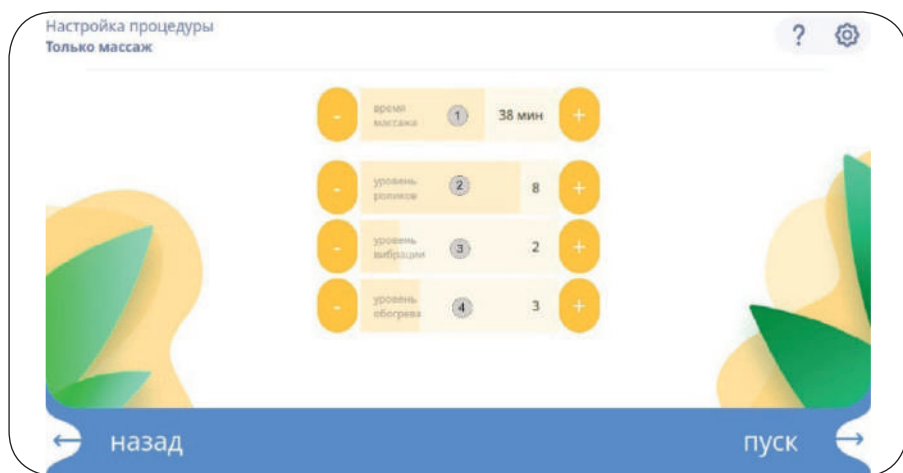 Настройка процедуры
Только массаж
?
-
время
массажа
1
38 мин
+
-
уровень
роликов
2
8
+
-
уровень
вибрации
3
2
+
-
уровень
обогрева
4
3
+
← назад
пуск →